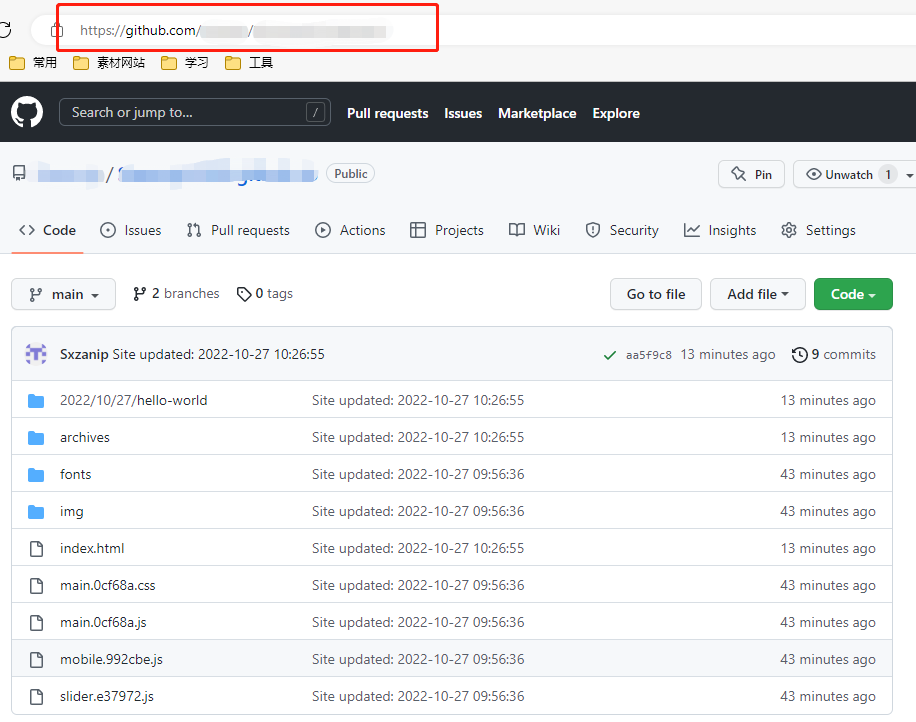 https://github.com/
常用 素材网站 学习 工具
Search or jump to... / Pull requests Issues Marketplace Explore
/ Public Pin Unwatch 1
Code Issues Pull requests Actions Projects Wiki Security Insights Settings
main 2 branches 0 tags Go to file Add file Code
Sxzanip Site updated: 2022-10-27 10:26:55 aa5f9c8 13 minutes ago 9 commits
2022/10/27/hello-world Site updated: 2022-10-27 10:26:55 13 minutes ago
archives Site updated: 2022-10-27 10:26:55 13 minutes ago
fonts Site updated: 2022-10-27 09:56:36 43 minutes ago
img Site updated: 2022-10-27 09:56:36 43 minutes ago
index.html Site updated: 2022-10-27 10:26:55 13 minutes ago
main.0cf68a.css Site updated: 2022-10-27 09:56:36 43 minutes ago
main.0cf68a.js Site updated: 2022-10-27 09:56:36 43 minutes ago
mobile.992cbe.js Site updated: 2022-10-27 09:56:36 43 minutes ago
slider.e37972.js Site updated: 2022-10-27 09:56:36 43 minutes ago